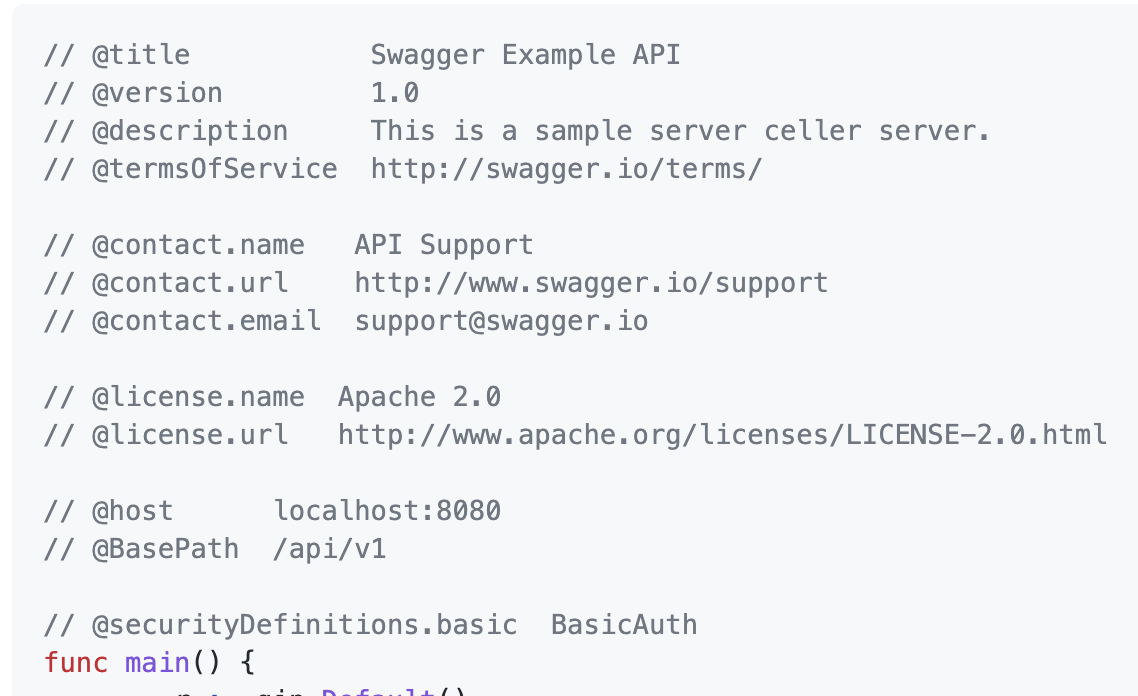 // @title           Swagger Example API
// @version         1.0
// @description     This is a sample server celler server.
// @termsOfService  http://swagger.io/terms/
// @contact.name   API Support
// @contact.url    http://www.swagger.io/support
// @contact.email  support@swagger.io
// @license.name  Apache 2.0
// @license.url   http://www.apache.org/licenses/LICENSE-2.0.html
// @host      localhost:8080
// @BasePath  /api/v1
// @securityDefinitions.basic  BasicAuth
func main() {
r := gin.Default()